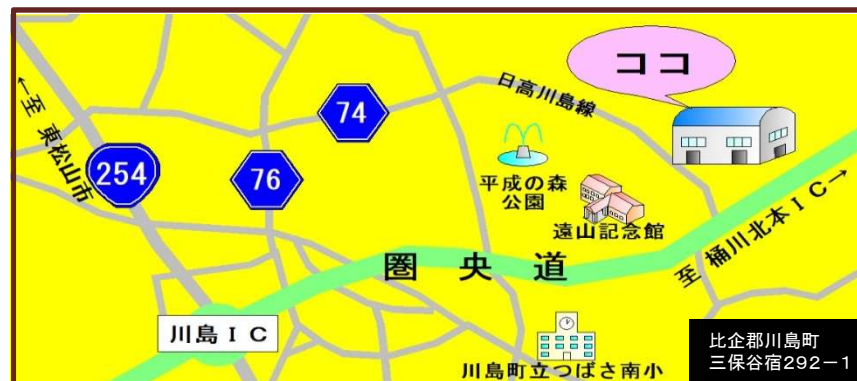 ココ
74
日高川島線
←至 東松山市
254
76
平成の森
公園
遠山記念館
圏央道
至 桶川北本IC→
川島IC
川島町立つばさ南小
比企郡川島町
三保谷宿292－1